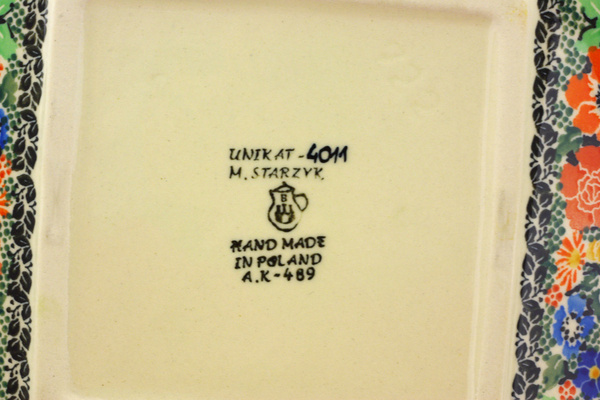 UNIKAT - 4011
M. STARZYK
B
HAND MADE
IN POLAND
A.K - 489